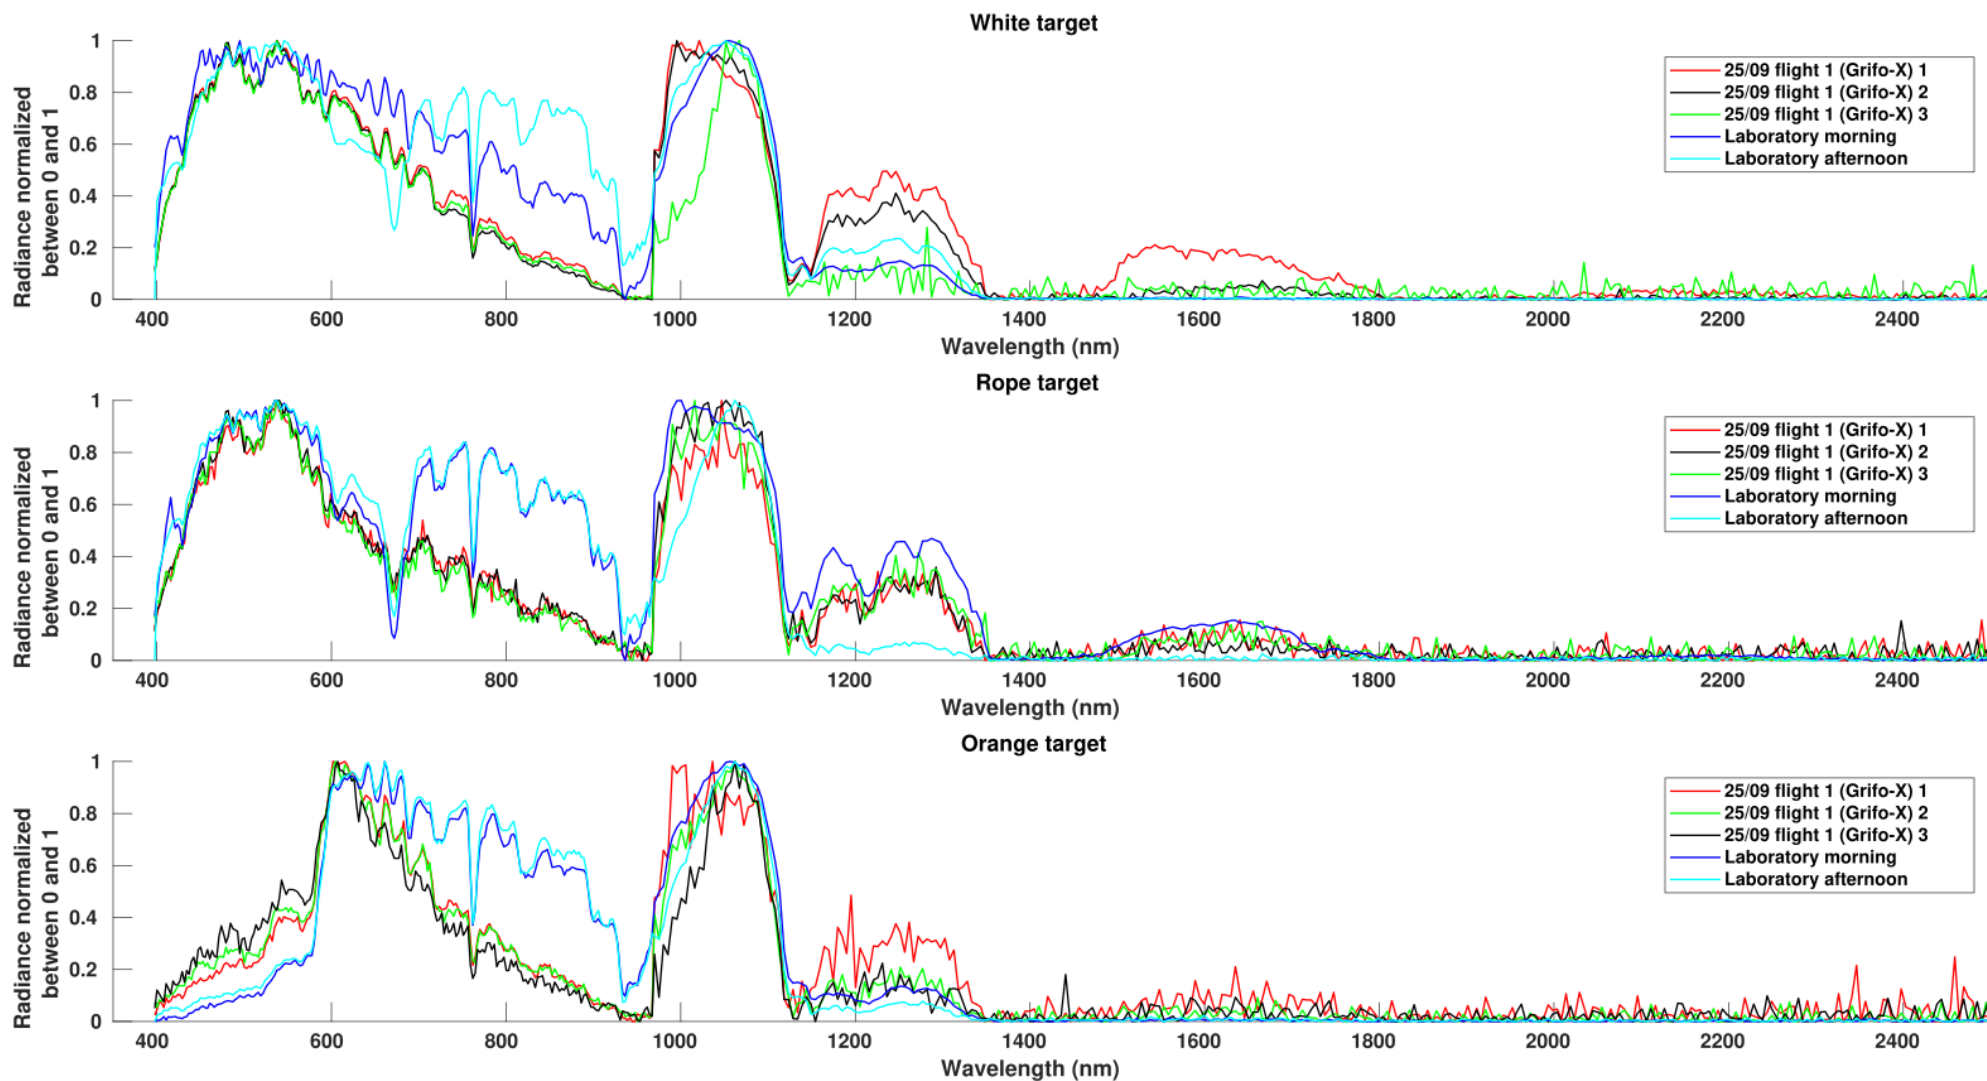 White target
1
0.8
0.6
0.4
0.2
0
Radiance normalized
between 0 and 1
25/09 flight 1 (Grifo-X) 1
25/09 flight 1 (Grifo-X) 2
25/09 flight 1 (Grifo-X) 3
Laboratory morning
Laboratory afternoon
400 600 800 1000 1200 1400 1600 1800 2000 2200 2400
Wavelength (nm)
Rope target
1
0.8
0.6
0.4
0.2
0
Radiance normalized
between 0 and 1
25/09 flight 1 (Grifo-X) 1
25/09 flight 1 (Grifo-X) 2
25/09 flight 1 (Grifo-X) 3
Laboratory morning
Laboratory afternoon
400 600 800 1000 1200 1400 1600 1800 2000 2200 2400
Wavelength (nm)
Orange target
1
0.8
0.6
0.4
0.2
0
Radiance normalized
between 0 and 1
25/09 flight 1 (Grifo-X) 1
25/09 flight 1 (Grifo-X) 2
25/09 flight 1 (Grifo-X) 3
Laboratory morning
Laboratory afternoon
400 600 800 1000 1200 1400 1600 1800 2000 2200 2400
Wavelength (nm)